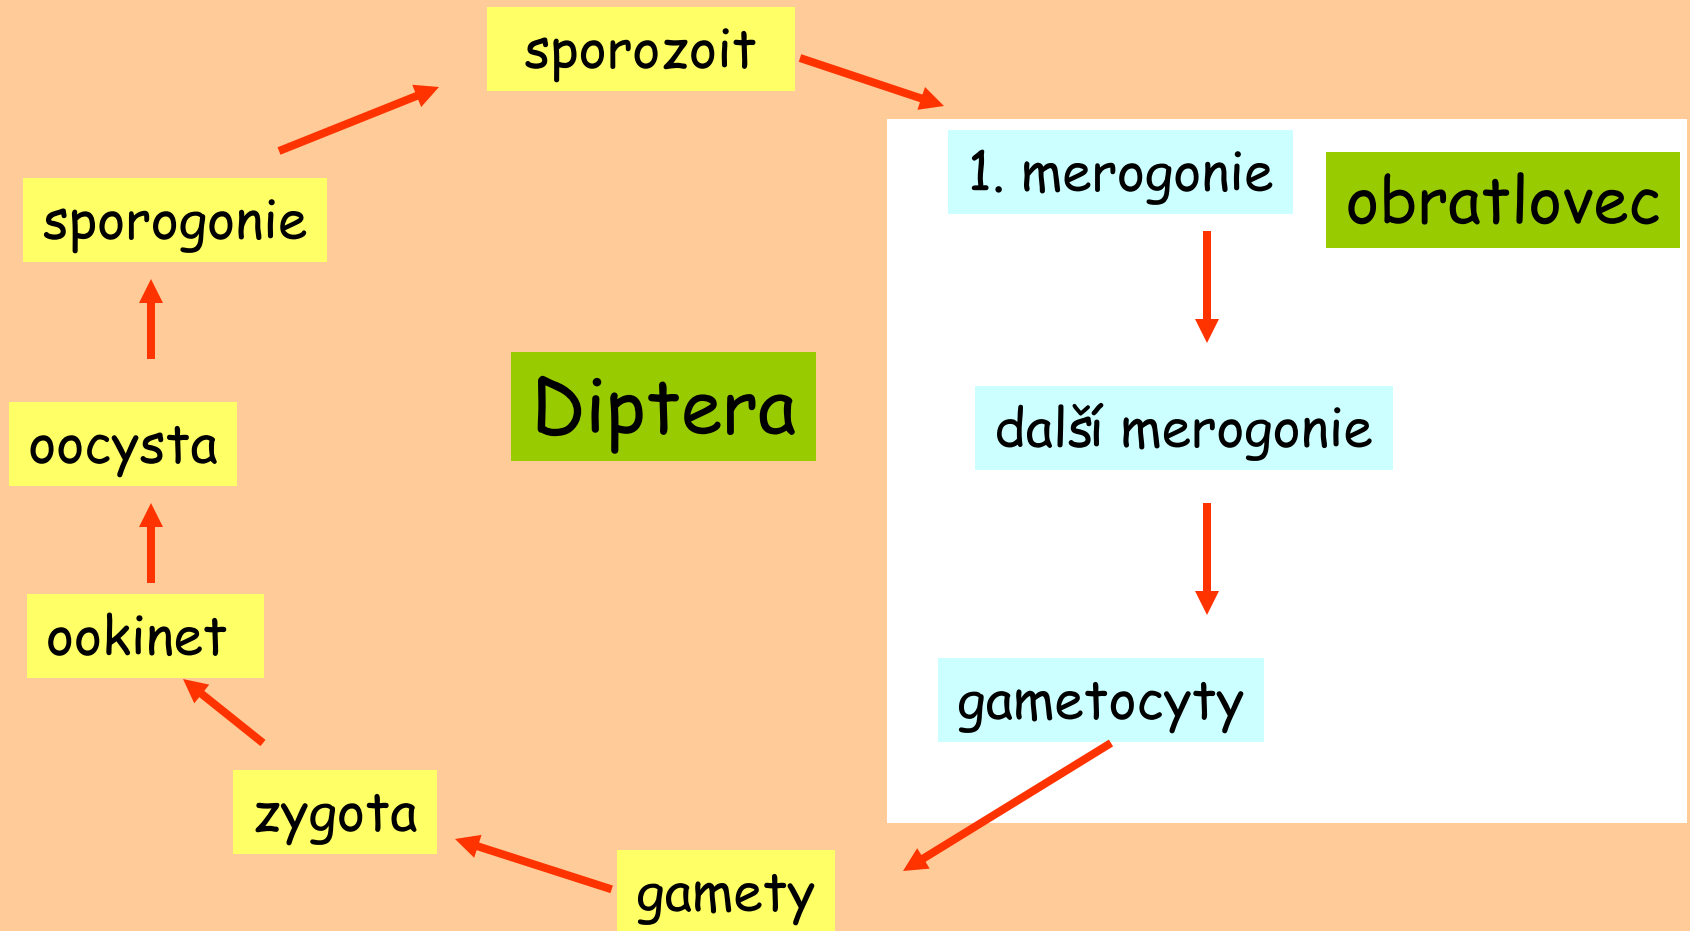 sporozoit
1. merogonie
obratlovec
sporogonie
Diptera
další merogonie
oocysta
ookinet
gametocyty
zygota
gamety